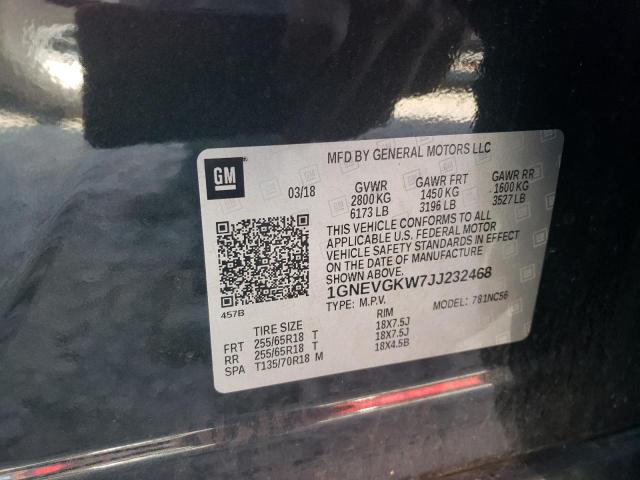 GM
MFD BY GENERAL MOTORS LLC
03/18
GVWR GAWR FRT GAWR RR
2800 KG 1450 KG 1600 KG
6173 LB 3196 LB 3527 LB
THIS VEHICLE CONFORMS TO ALL
APPLICABLE U.S. FEDERAL MOTOR
VEHICLE SAFETY STANDARDS IN EFFECT
ON THE DATE OF MANUFACTURE
SHOWN ABOVE.
1GNEVGKW7JJ232468
457B
TYPE: M.P.V. MODEL: 781NC56
TIRE SIZE RIM
FRT 255/65R18 T 18X7.5J
RR 255/65R18 T 18X7.5J
SPA T135/70R18 M 18X4.5B